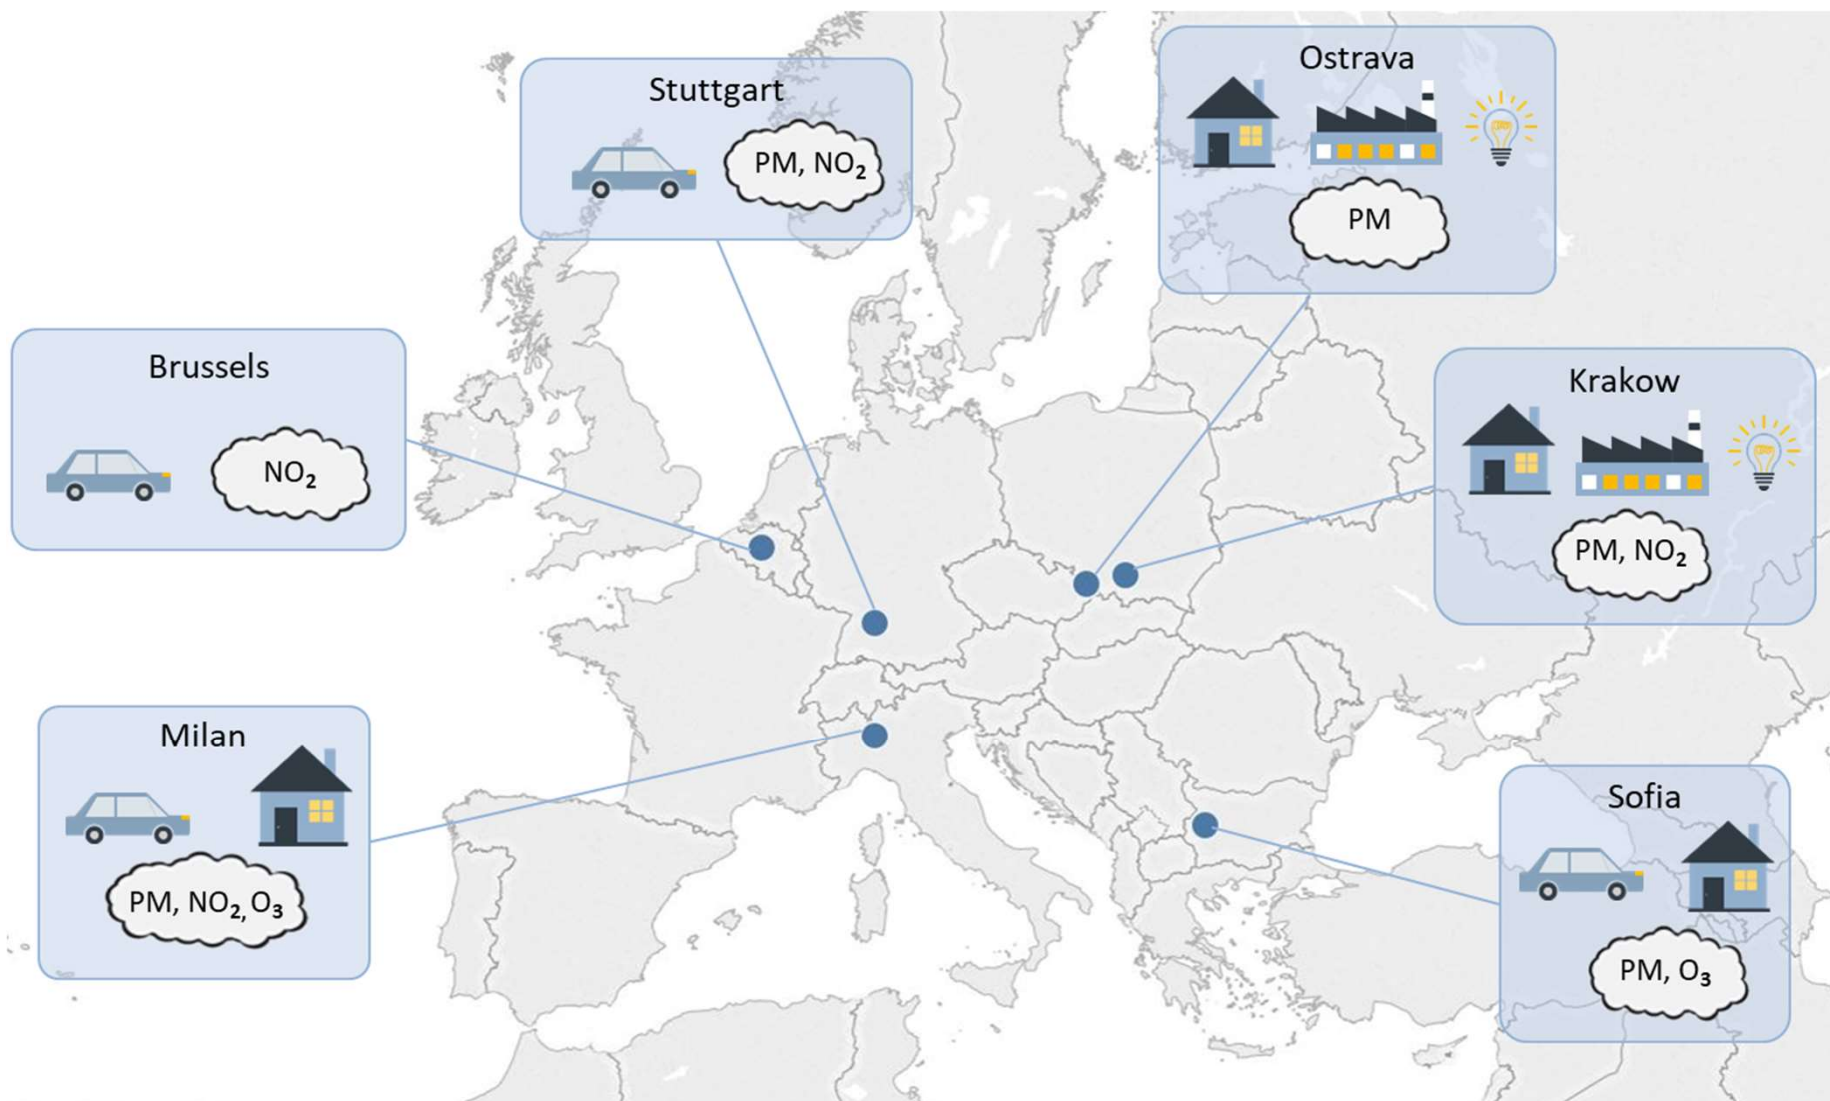 Stuttgart
PM, NO₂
Ostrava
PM
Brussels
NO₂
Krakow
PM, NO₂
Milan
PM, NO₂, O₃
Sofia
PM, O₃